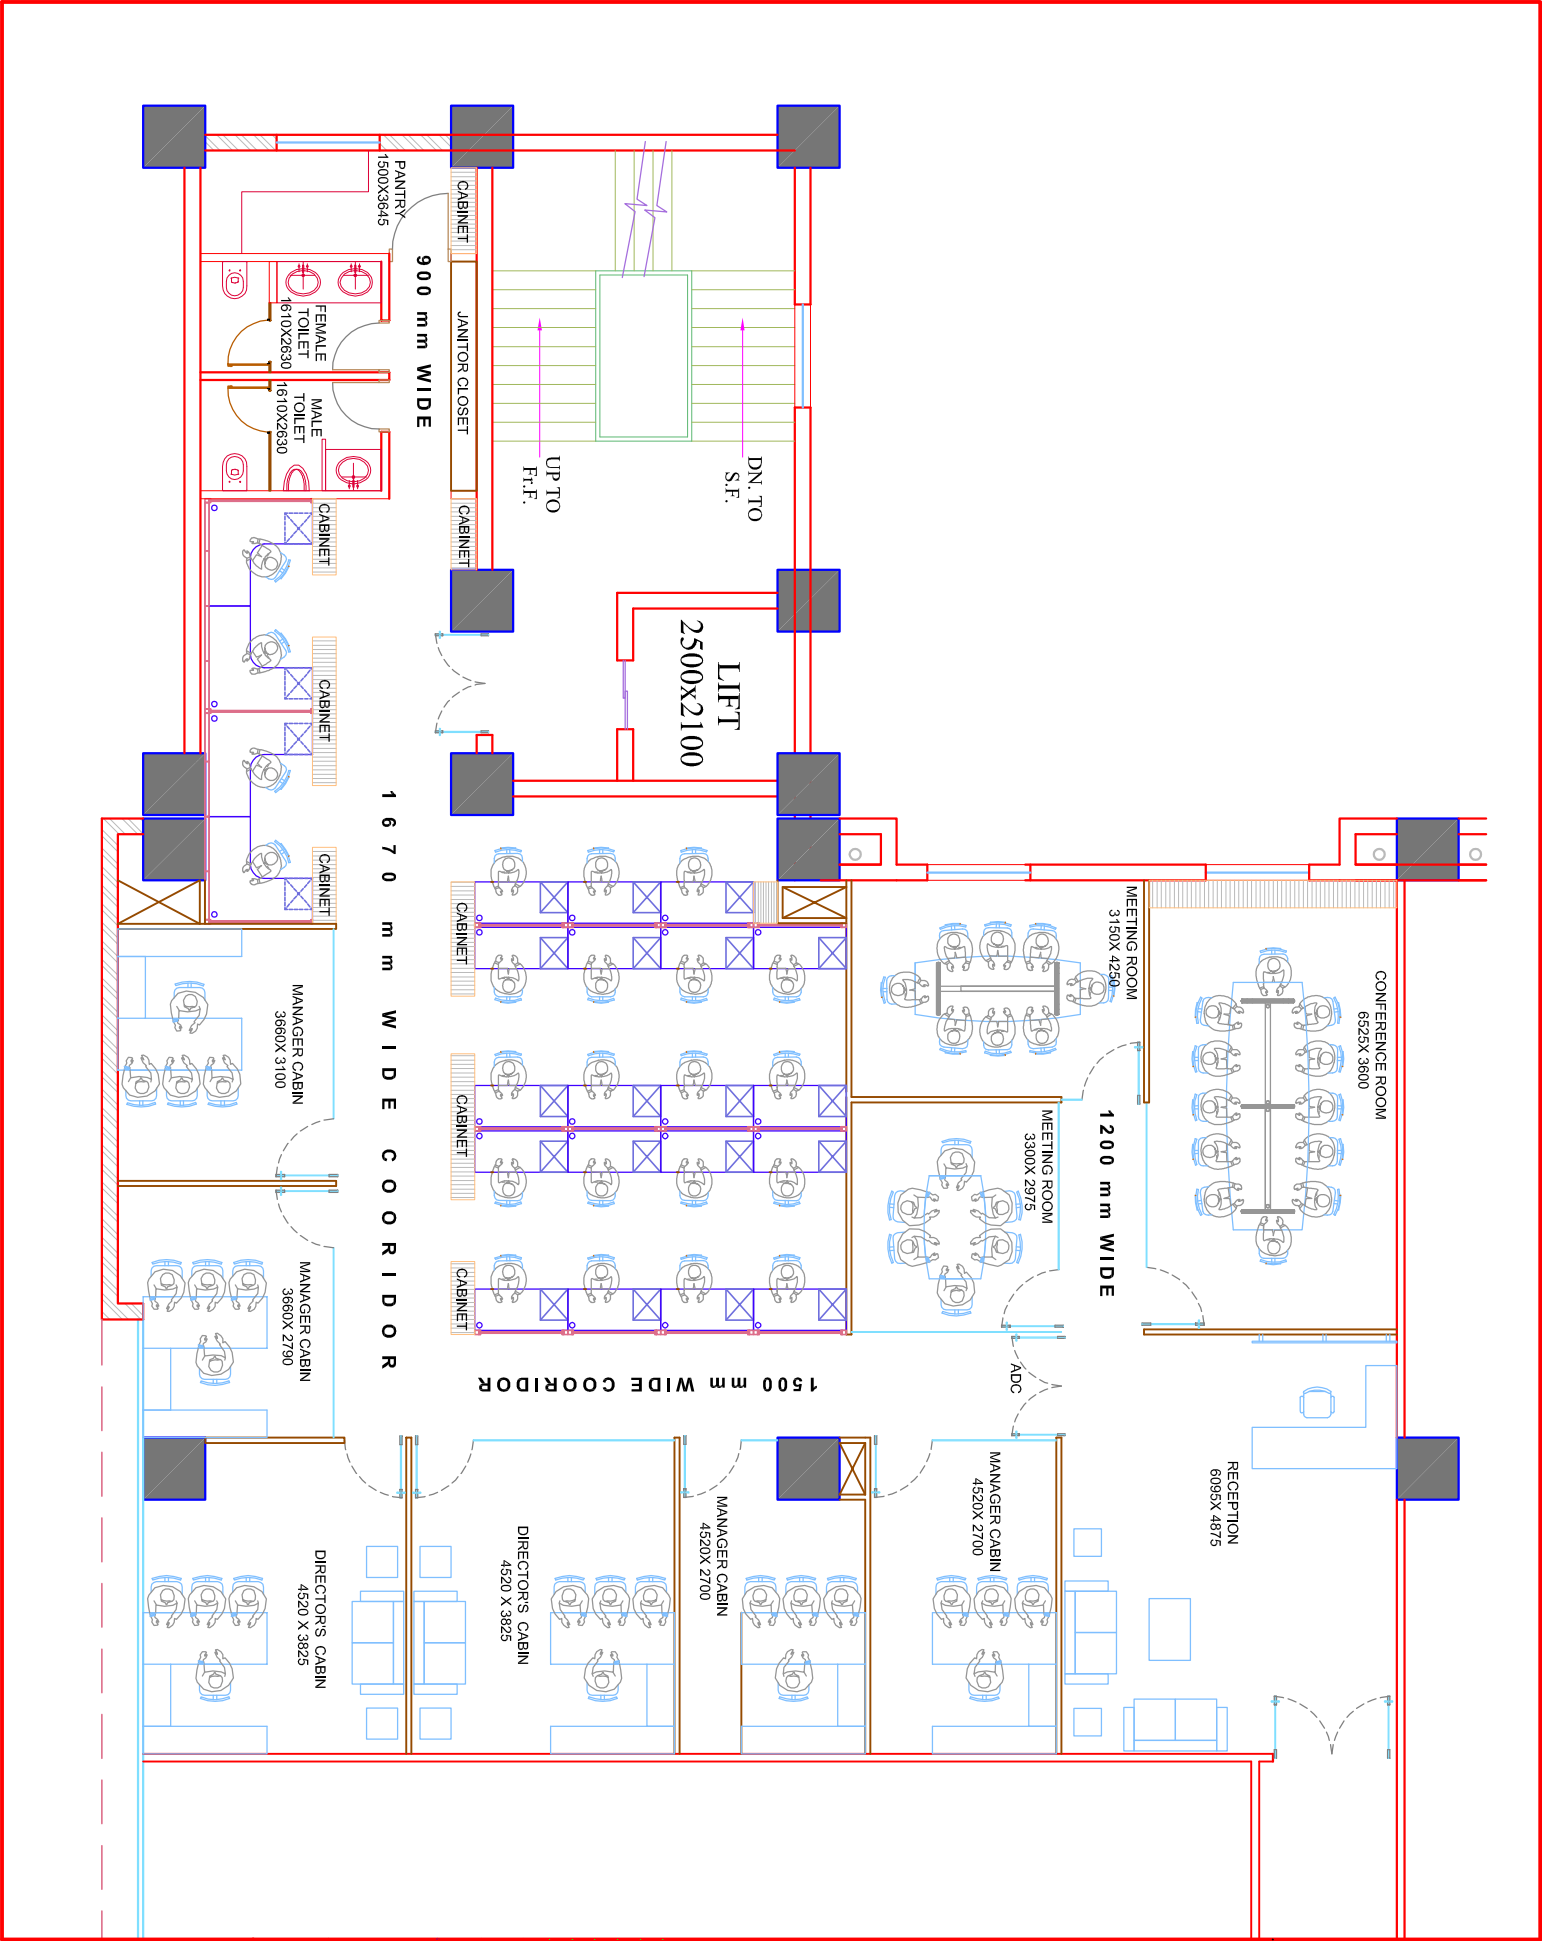 CABINET
PANTRY
1500X3645
900 mm WIDE
JANITOR CLOSET
FEMALE
TOILET
1610X2630
MALE
TOILET
1610X2630
CABINET
CABINET
CABINET
CABINET
UP TO
Fr.F.
DN. TO
S.F.
LIFT
2500x2100
1670 mm WIDE COORIDOR
CABINET
CABINET
CABINET
MEETING ROOM
3150X 4250
CONFERENCE ROOM
6525X 3600
MEETING ROOM
3300X 2975
1200 mm WIDE
MANAGER CABIN
3660X 3100
MANAGER CABIN
3660X 2790
1500 mm WIDE COORIDOR
ADC
RECEPTION
6095X 4875
MANAGER CABIN
4520X 2700
MANAGER CABIN
4520X 2700
DIRECTOR'S CABIN
4520 X 3825
DIRECTOR'S CABIN
4520 X 3825